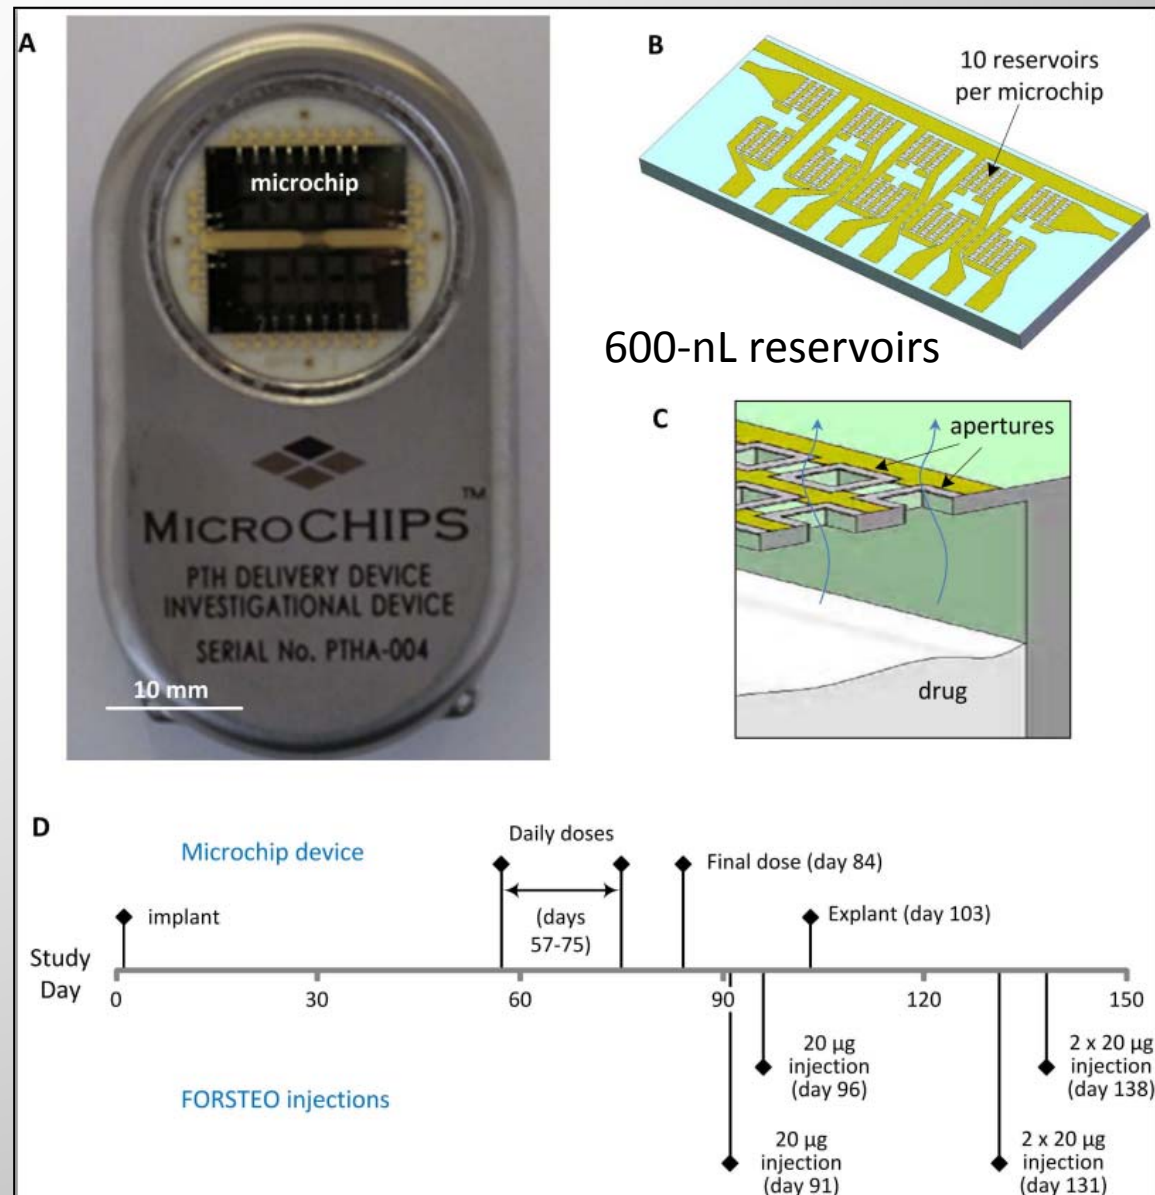 A
microchip
MICROCHIPS™
PTH DELIVERY DEVICE
INVESTIGATIONAL DEVICE
SERIAL No. PTHA-004
10 mm
B
10 reservoirs
per microchip
600-nL reservoirs
C
apertures
drug
D
Microchip device
Daily doses
implant
(days
57-75)
Final dose (day 84)
Explant (day 103)
Study
Day
0
30
60
90
120
150
FORSTEO injections
20 µg
injection
(day 91)
20 µg
injection
(day 96)
2 x 20 µg
injection
(day 131)
2 x 20 µg
injection
(day 138)